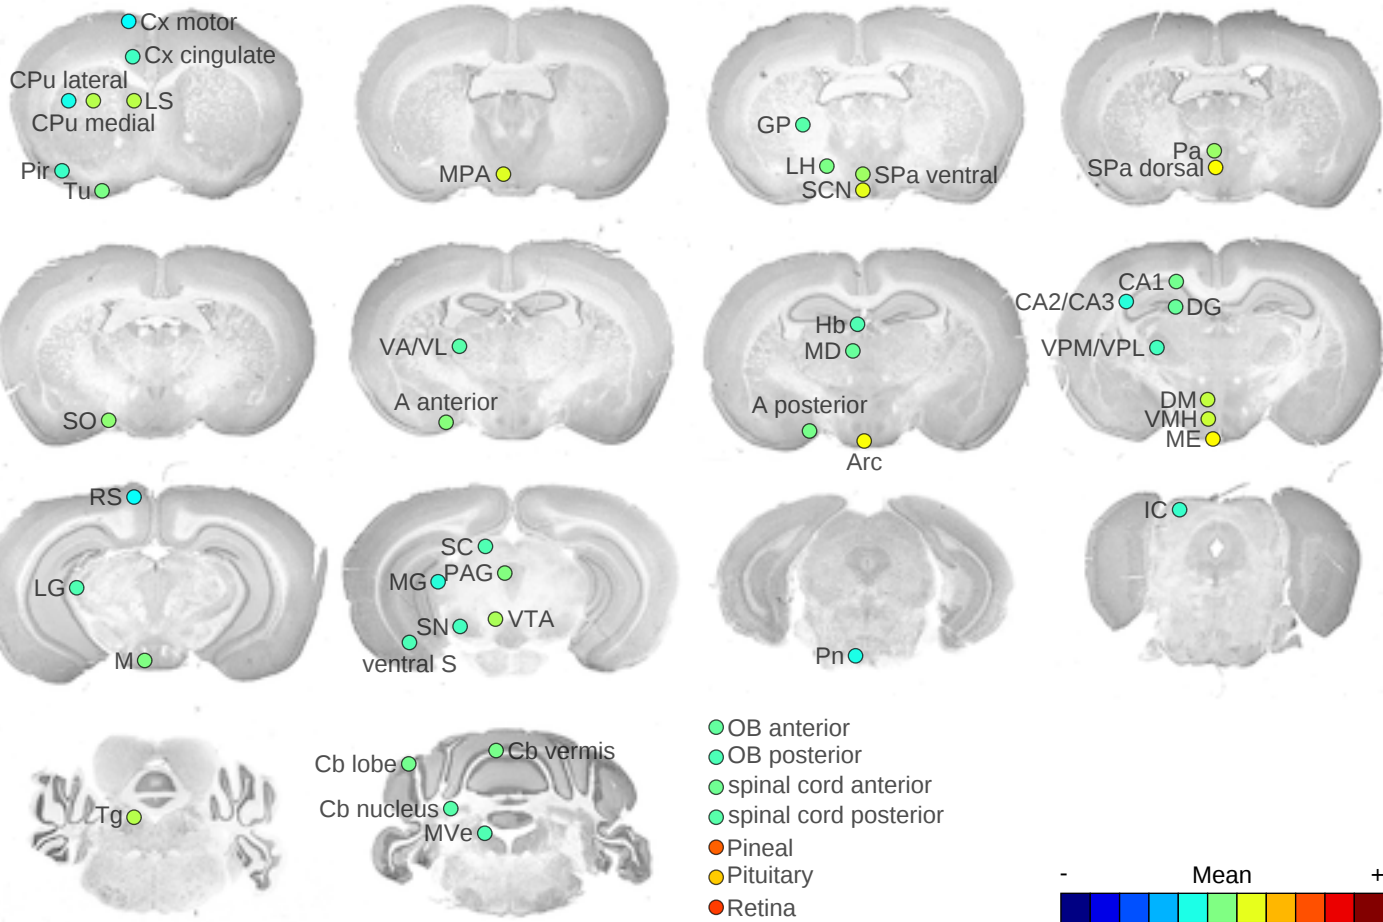 Cx motor
Cx cingulate
CPu lateral
LS
CPu medial
Pir
Tu
MPA
GP
LH
SPa ventral
SCN
Pa
SPa dorsal
SO
VA/VL
A anterior
Hb
MD
A posterior
Arc
CA1
CA2/CA3
DG
VPM/VPL
DM
VMH
ME
RS
LG
M
SC
MG
PAG
SN
VTA
ventral S
Pn
IC
Tg
Cb lobe
Cb vermis
Cb nucleus
MVe
OB anterior
OB posterior
spinal cord anterior
spinal cord posterior
Pineal
Pituitary
Retina
- Mean +